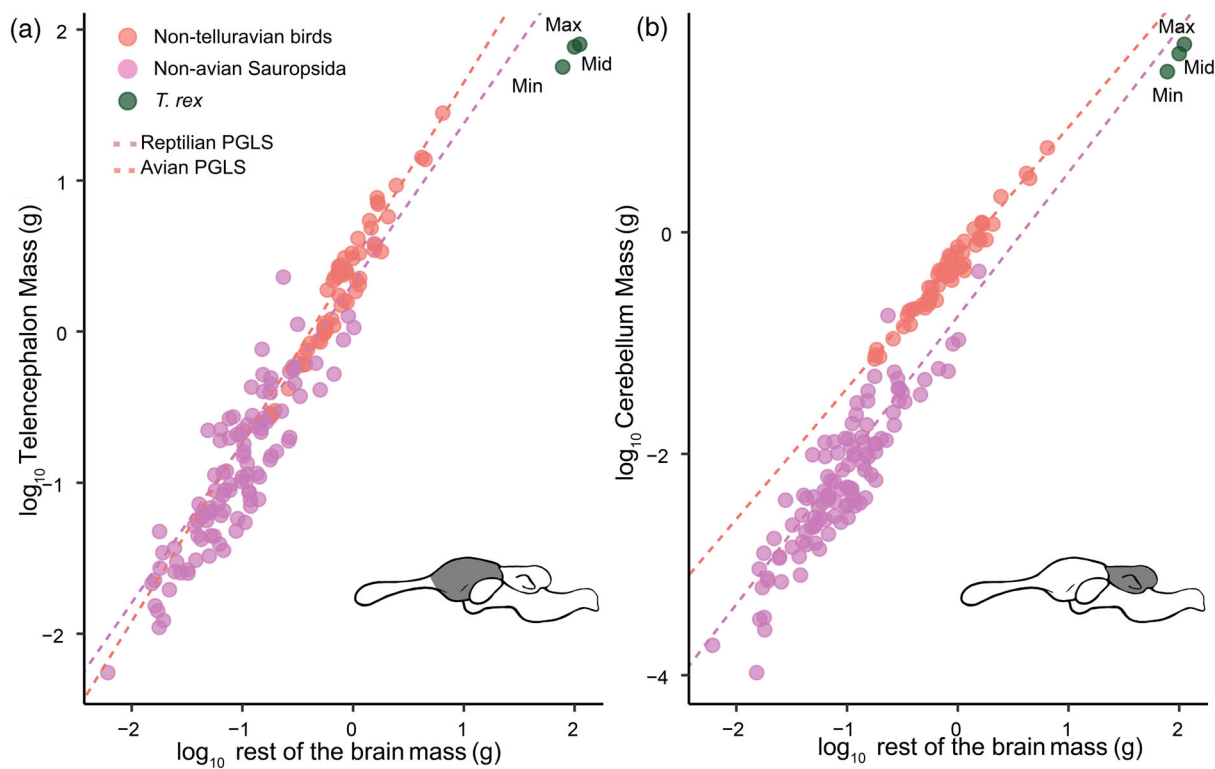 (a)
Non-telluravian birds
Non-avian Sauropsida
T. rex
Reptilian PGLS
Avian PGLS
Max
Mid
Min
log10 Telencephalon Mass (g)
2
1
0
−1
−2
−2
−1
0
1
2
log10 rest of the brain mass (g)
(b)
Max
Mid
Min
log10 Cerebellum Mass (g)
0
−2
−4
−2
−1
0
1
2
log10 rest of the brain mass (g)